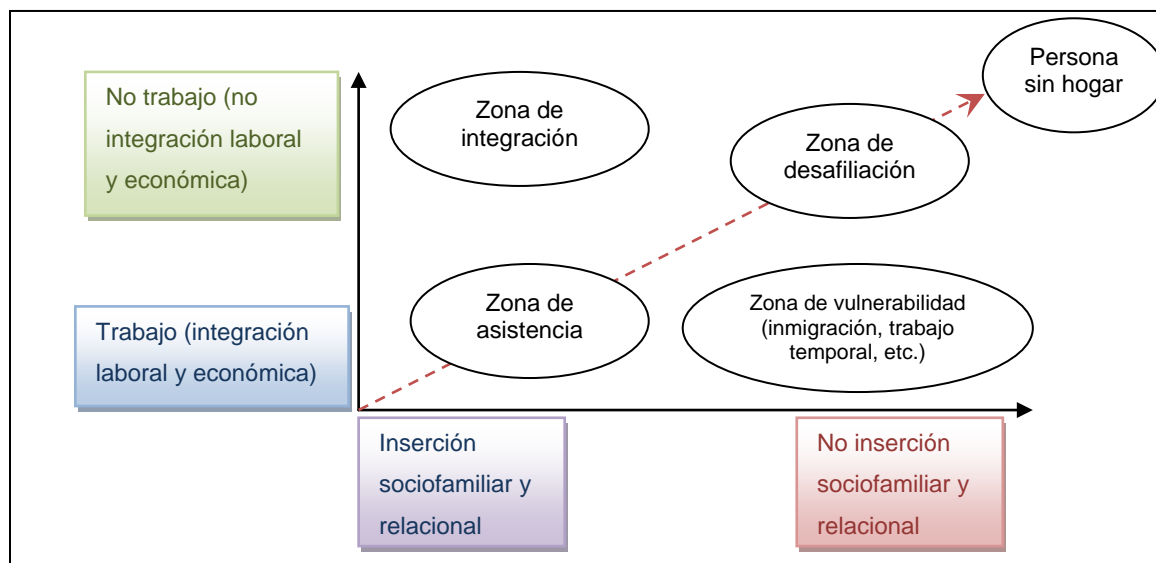 Persona
sin hogar
No trabajo (no
integración laboral
y económica)
Zona de
integración
Zona de
desafiliación
Trabajo (integración
laboral y económica)
Zona de
asistencia
Zona de vulnerabilidad
(inmigración, trabajo
temporal, etc.)
Inserción
sociofamiliar y
relacional
No inserción
sociofamiliar y
relacional